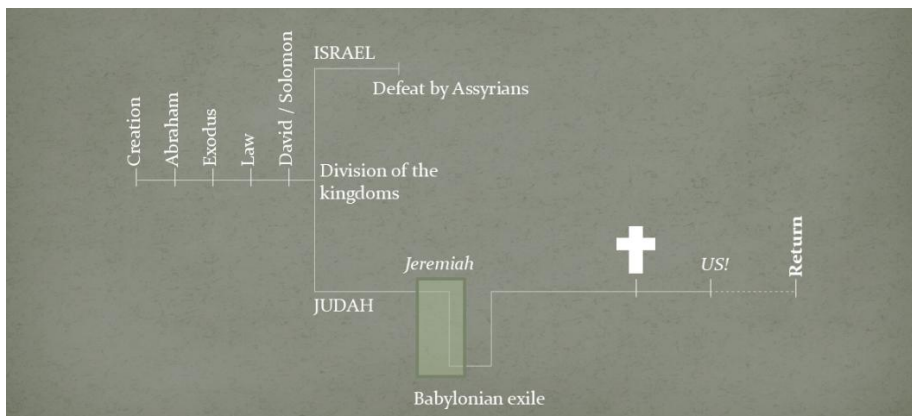 Creation
Abraham
Exodus
Law
David / Solomon
ISRAEL
Defeat by Assyrians
Division of the
kingdoms
JUDAH
Jeremiah
Babylonian exile
US!
Return